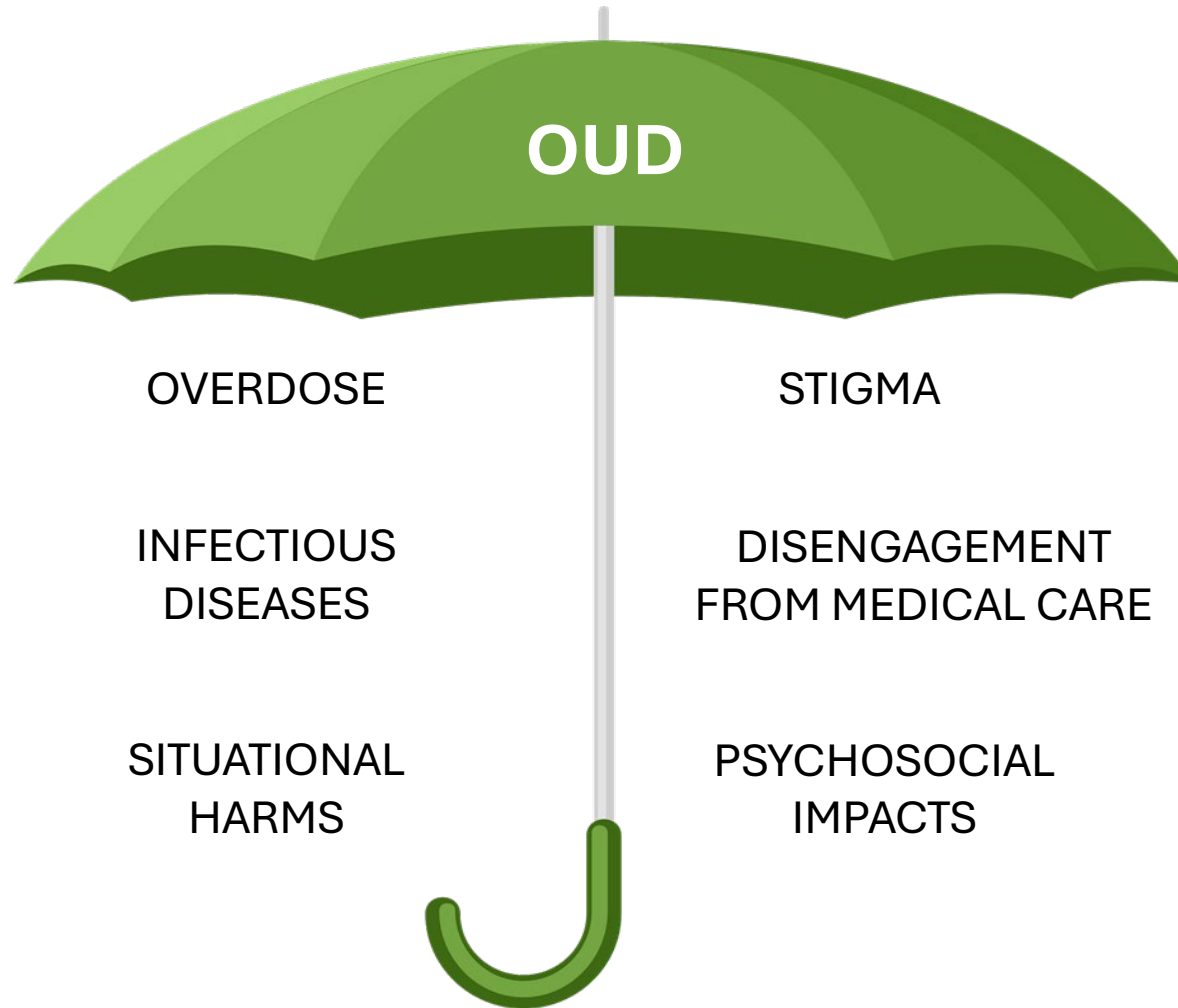 OUD
OVERDOSE
STIGMA
INFECTIOUS
DISEASES
DISENGAGEMENT
FROM MEDICAL CARE
SITUATIONAL
HARMS
PSYCHOSOCIAL
IMPACTS